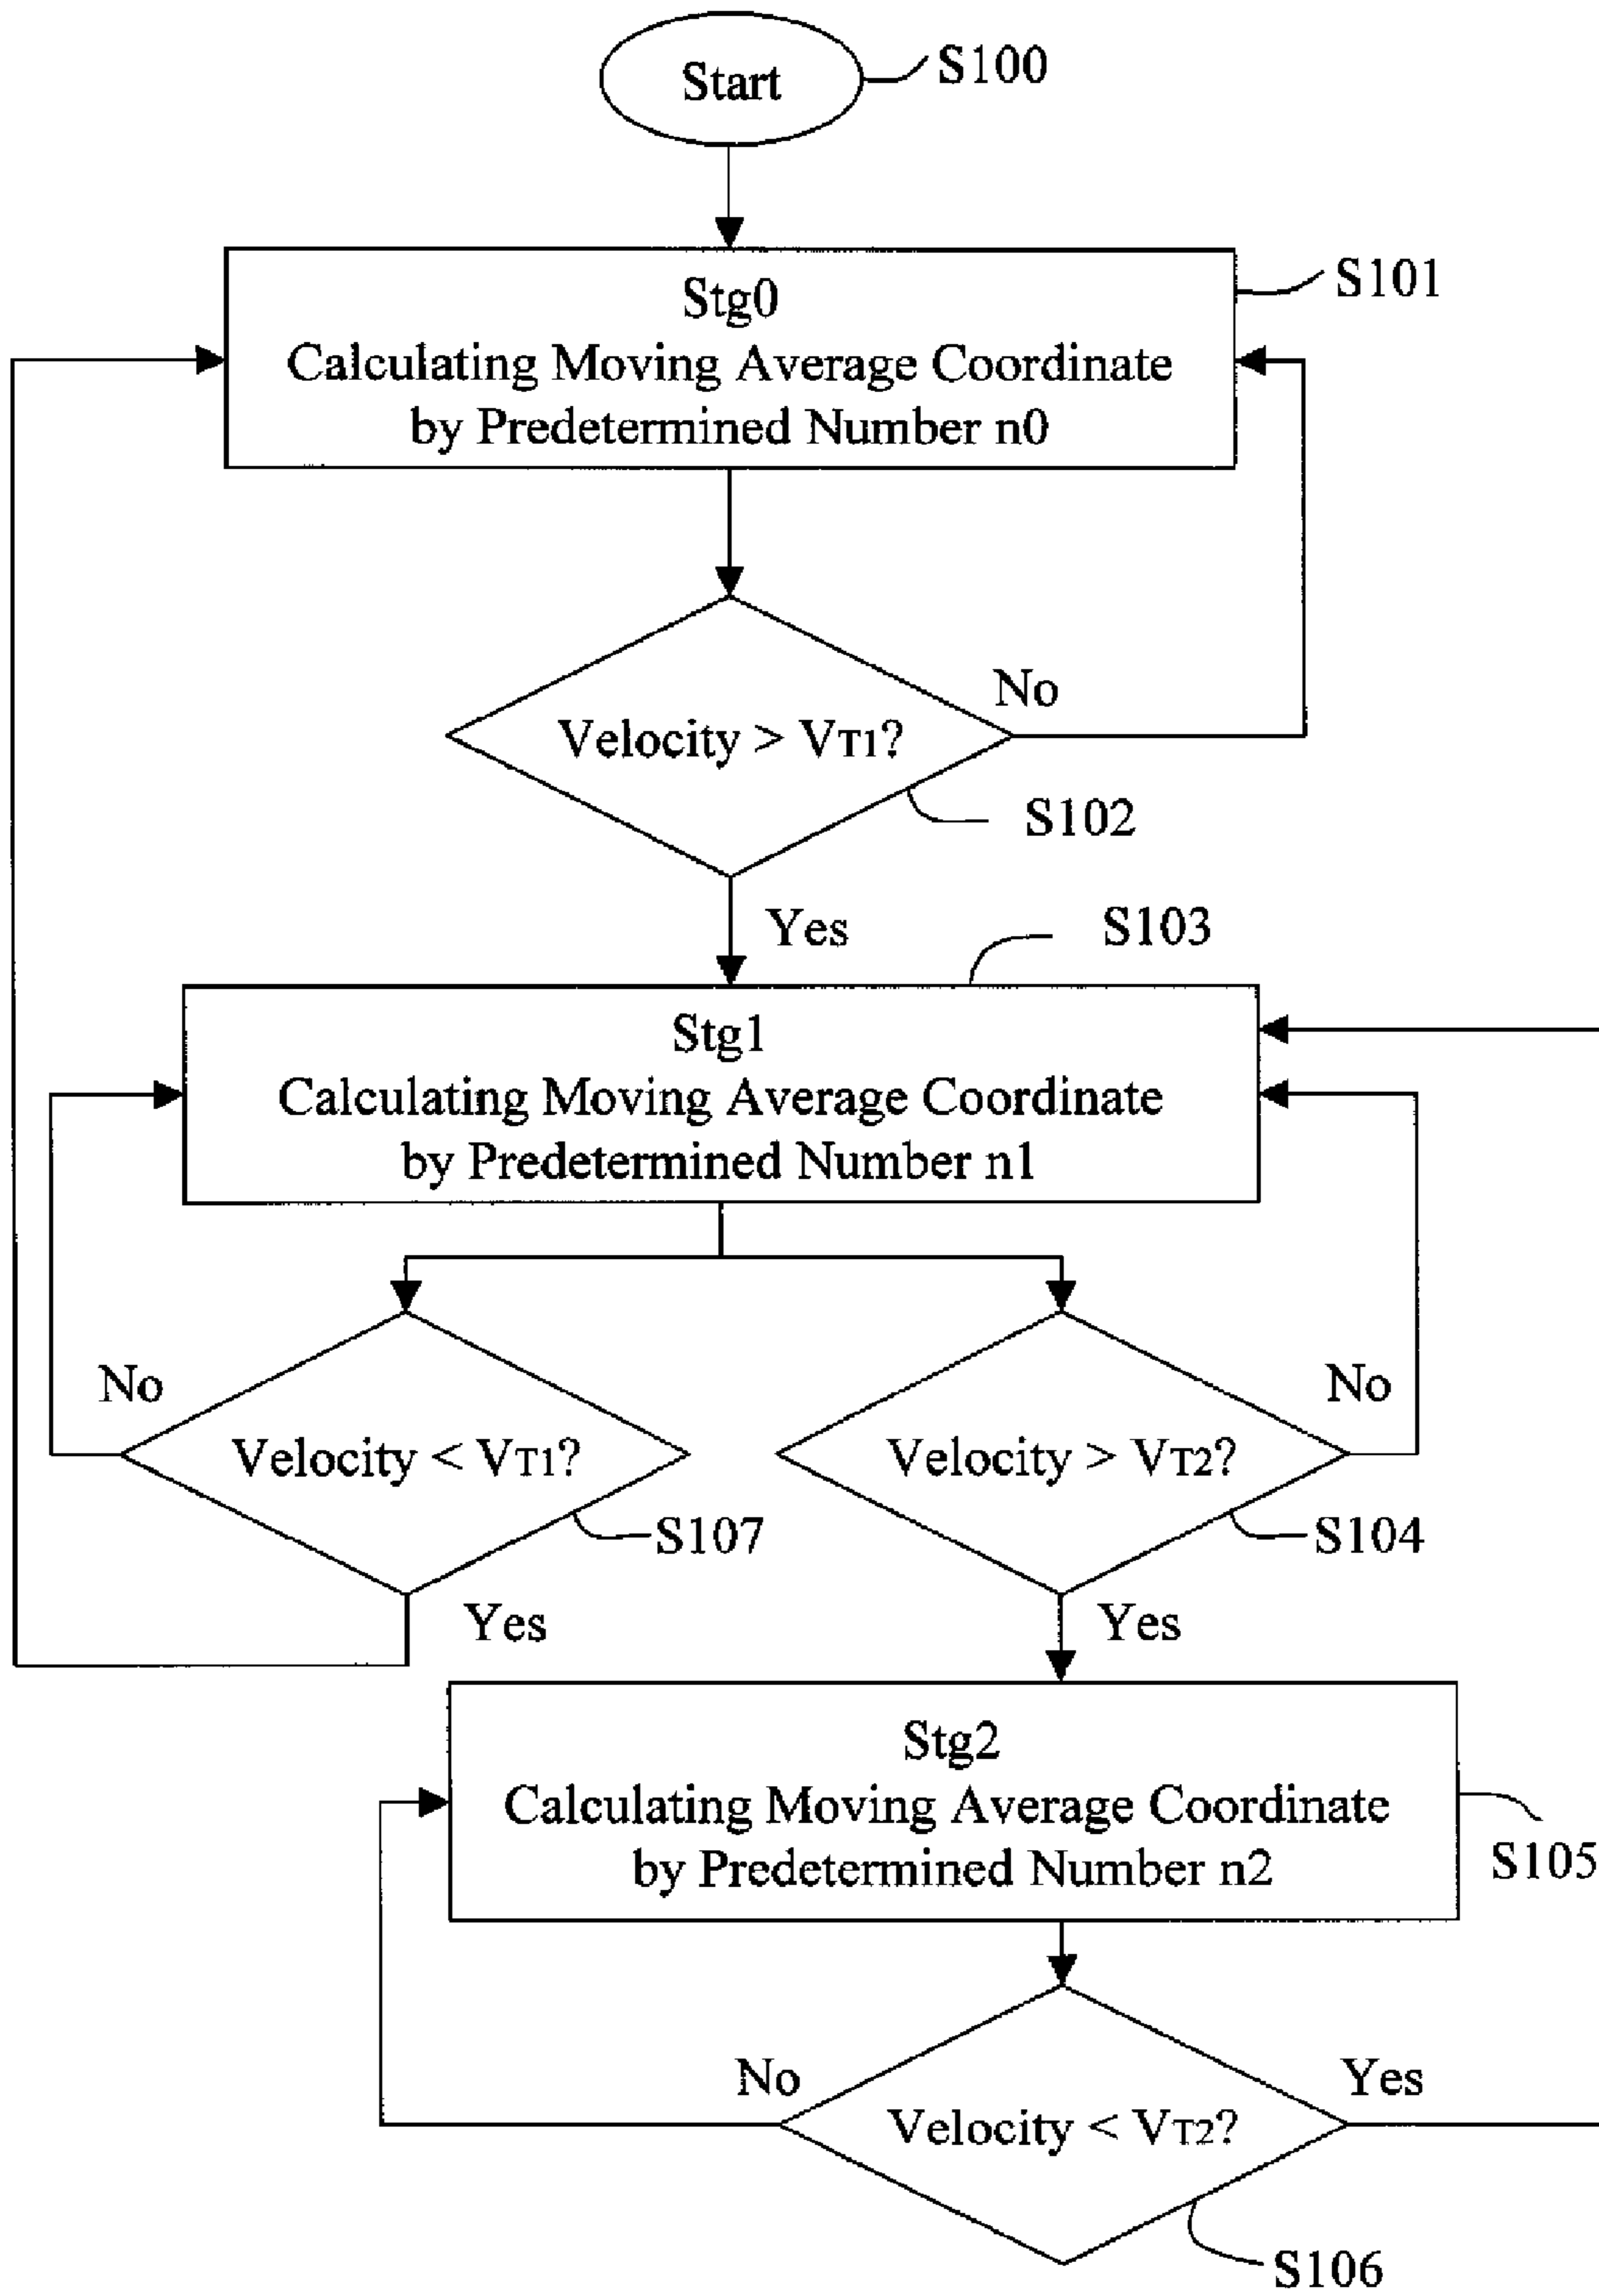 Start
S100
Stg0
Calculating Moving Average Coordinate
by Predetermined Number n0
S101
Velocity > VT1?
No
S102
Yes
S103
Stg1
Calculating Moving Average Coordinate
by Predetermined Number n1
No
Velocity < VT1?
S107
Yes
Velocity > VT2?
No
S104
Yes
Stg2
Calculating Moving Average Coordinate
by Predetermined Number n2
S105
No
Velocity < VT2?
Yes
S106